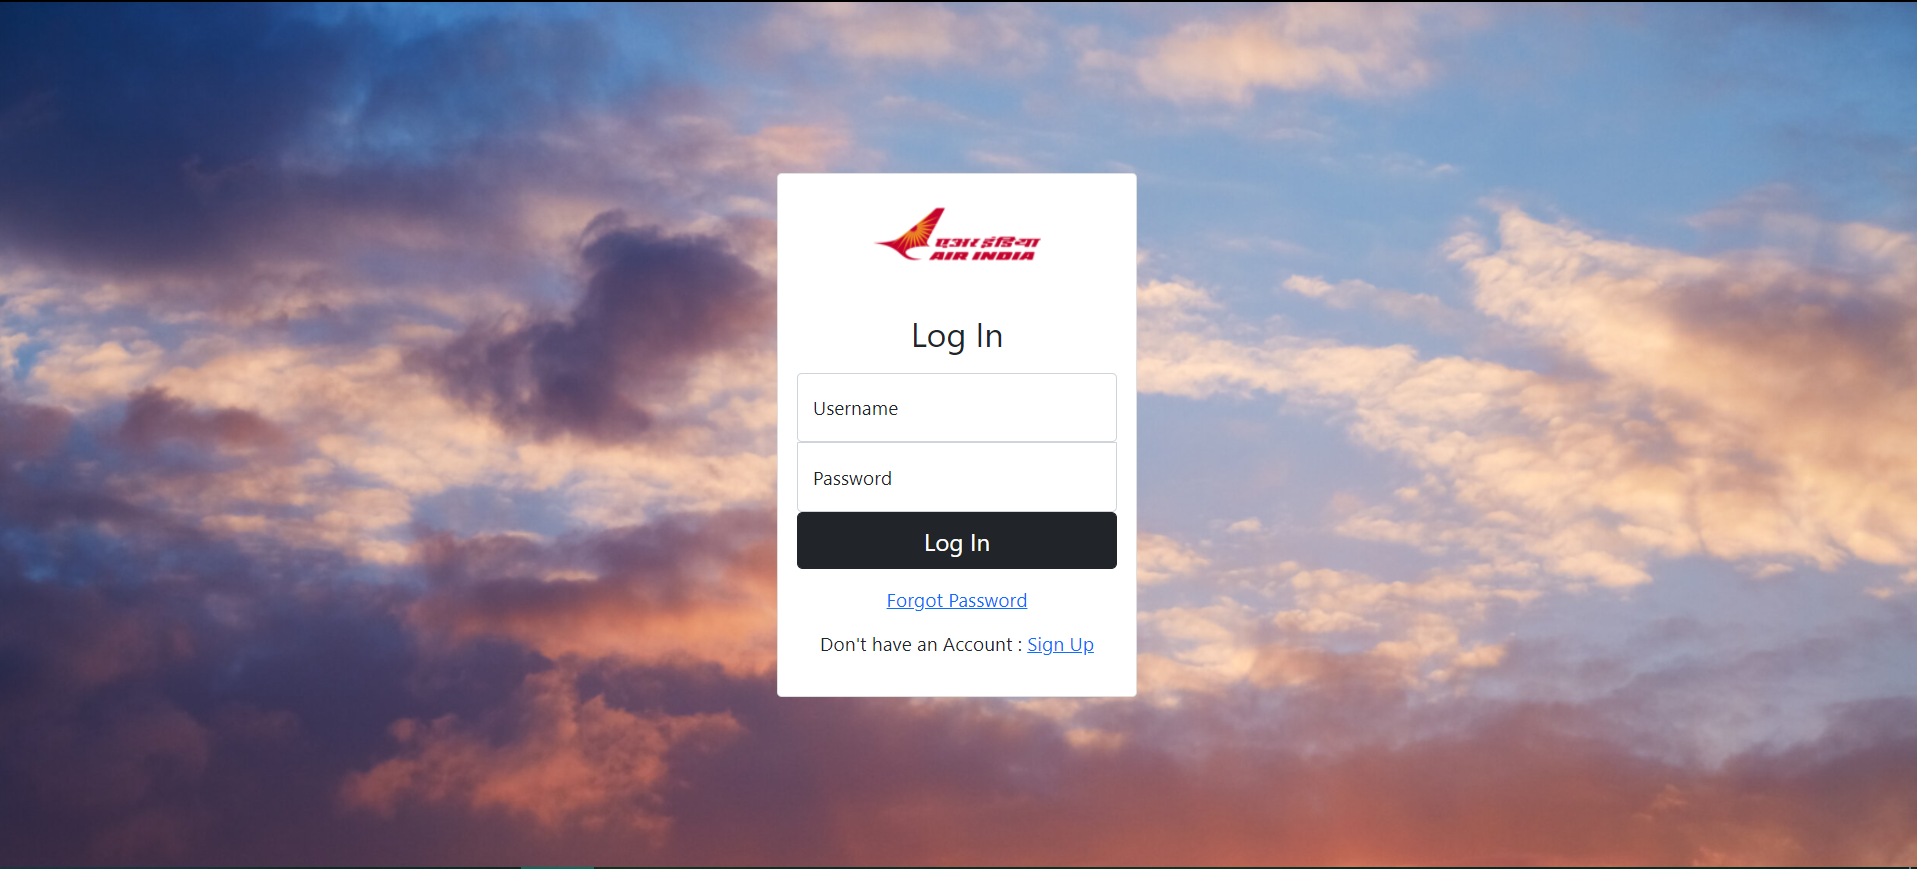 एअर इंडिया
AIR INDIA
Log In
Username
Password
Log In
Forgot Password
Don't have an Account : Sign Up